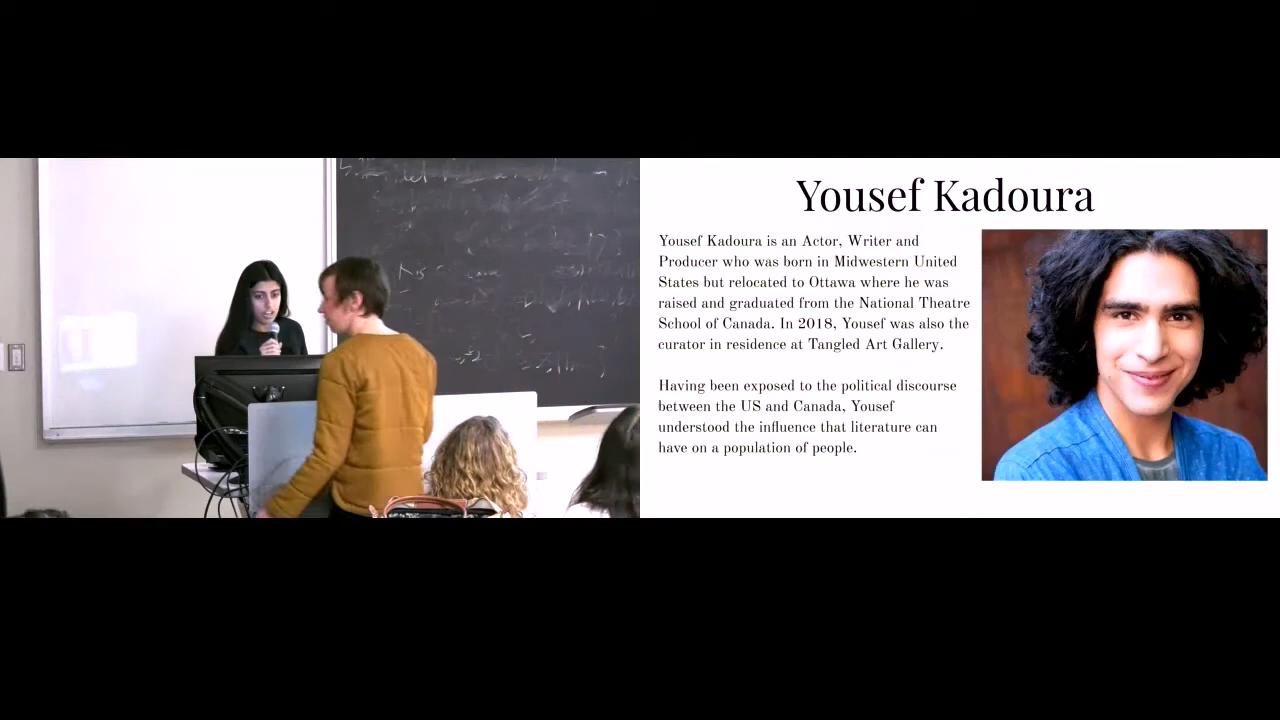 Yousef Kadoura
Yousef Kadoura is an Actor, Writer and
Producer who was born in Midwestern United
States but relocated to Ottawa where he was
raised and graduated from the National Theatre
School of Canada. In 2018, Yousef was also the
curator in residence at Tangled Art Gallery.
Having been exposed to the political discourse
between the US and Canada, Yousef
understood the influence that literature can
have on a population of people.